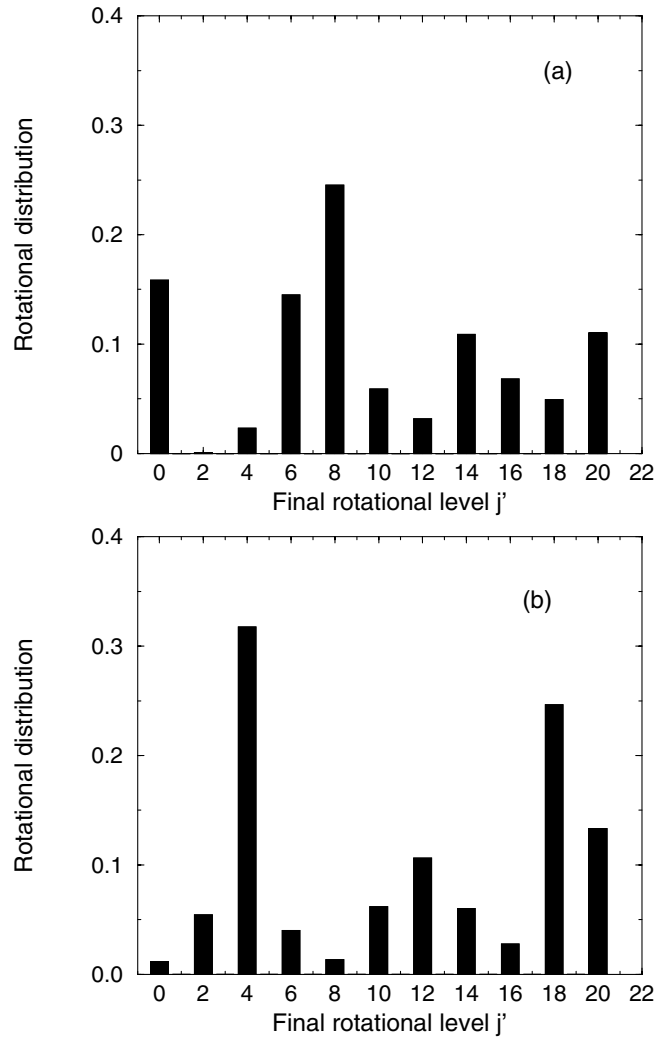 0.4
(a)
0.3
0.2
0.1
0
Rotational distribution
0 2 4 6 8 10 12 14 16 18 20 22
Final rotational level j'
0.4
(b)
0.3
0.2
0.1
0.0
Rotational distribution
0 2 4 6 8 10 12 14 16 18 20 22
Final rotational level j'